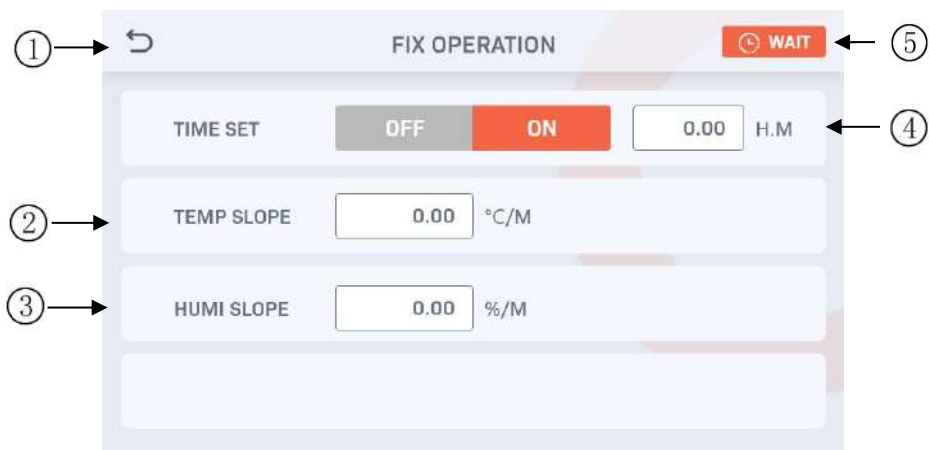 ① FIX OPERATION WAIT ⑤
TIME SET OFF ON 0.00 H.M ④
② TEMP SLOPE 0.00 °C/M
③ HUMI SLOPE 0.00 %/M